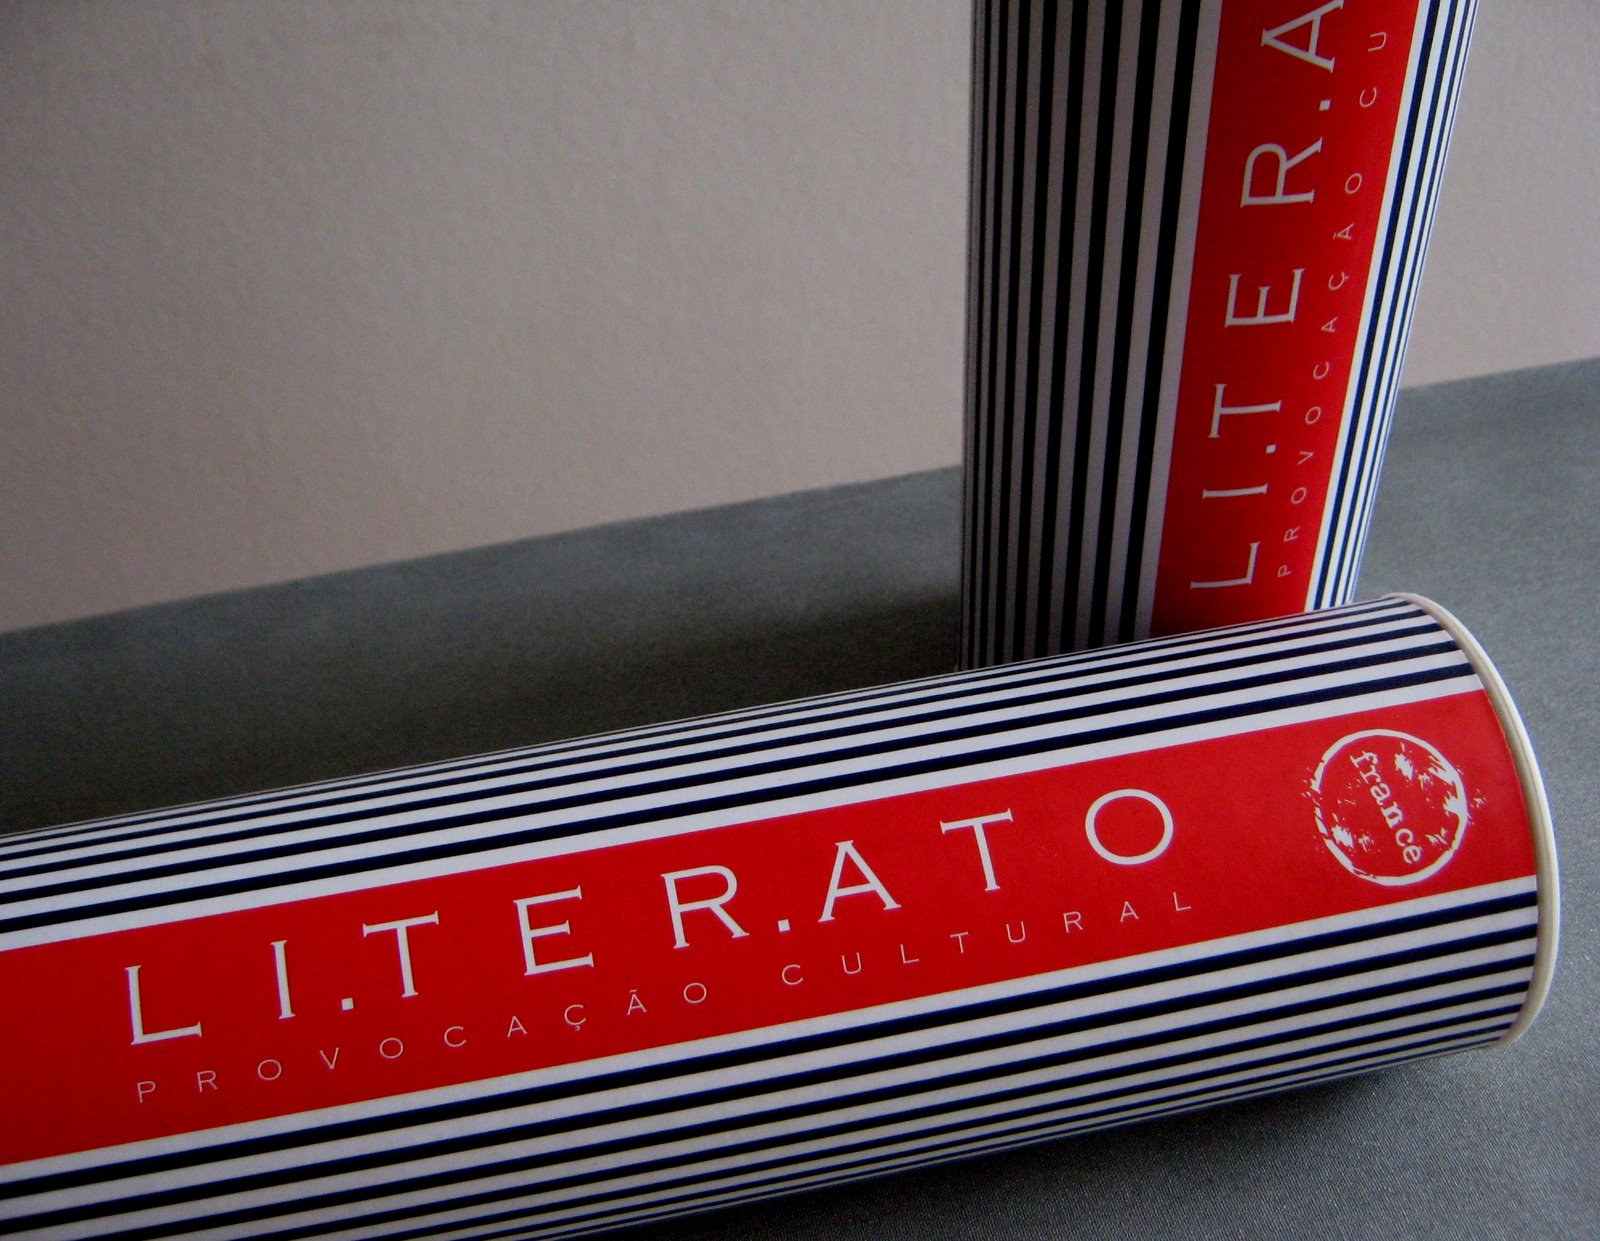 LI.TER.A
PROVOCAÇÃO CU
LI.TER.ATO
PROVOCAÇÃO CULTURAL
france